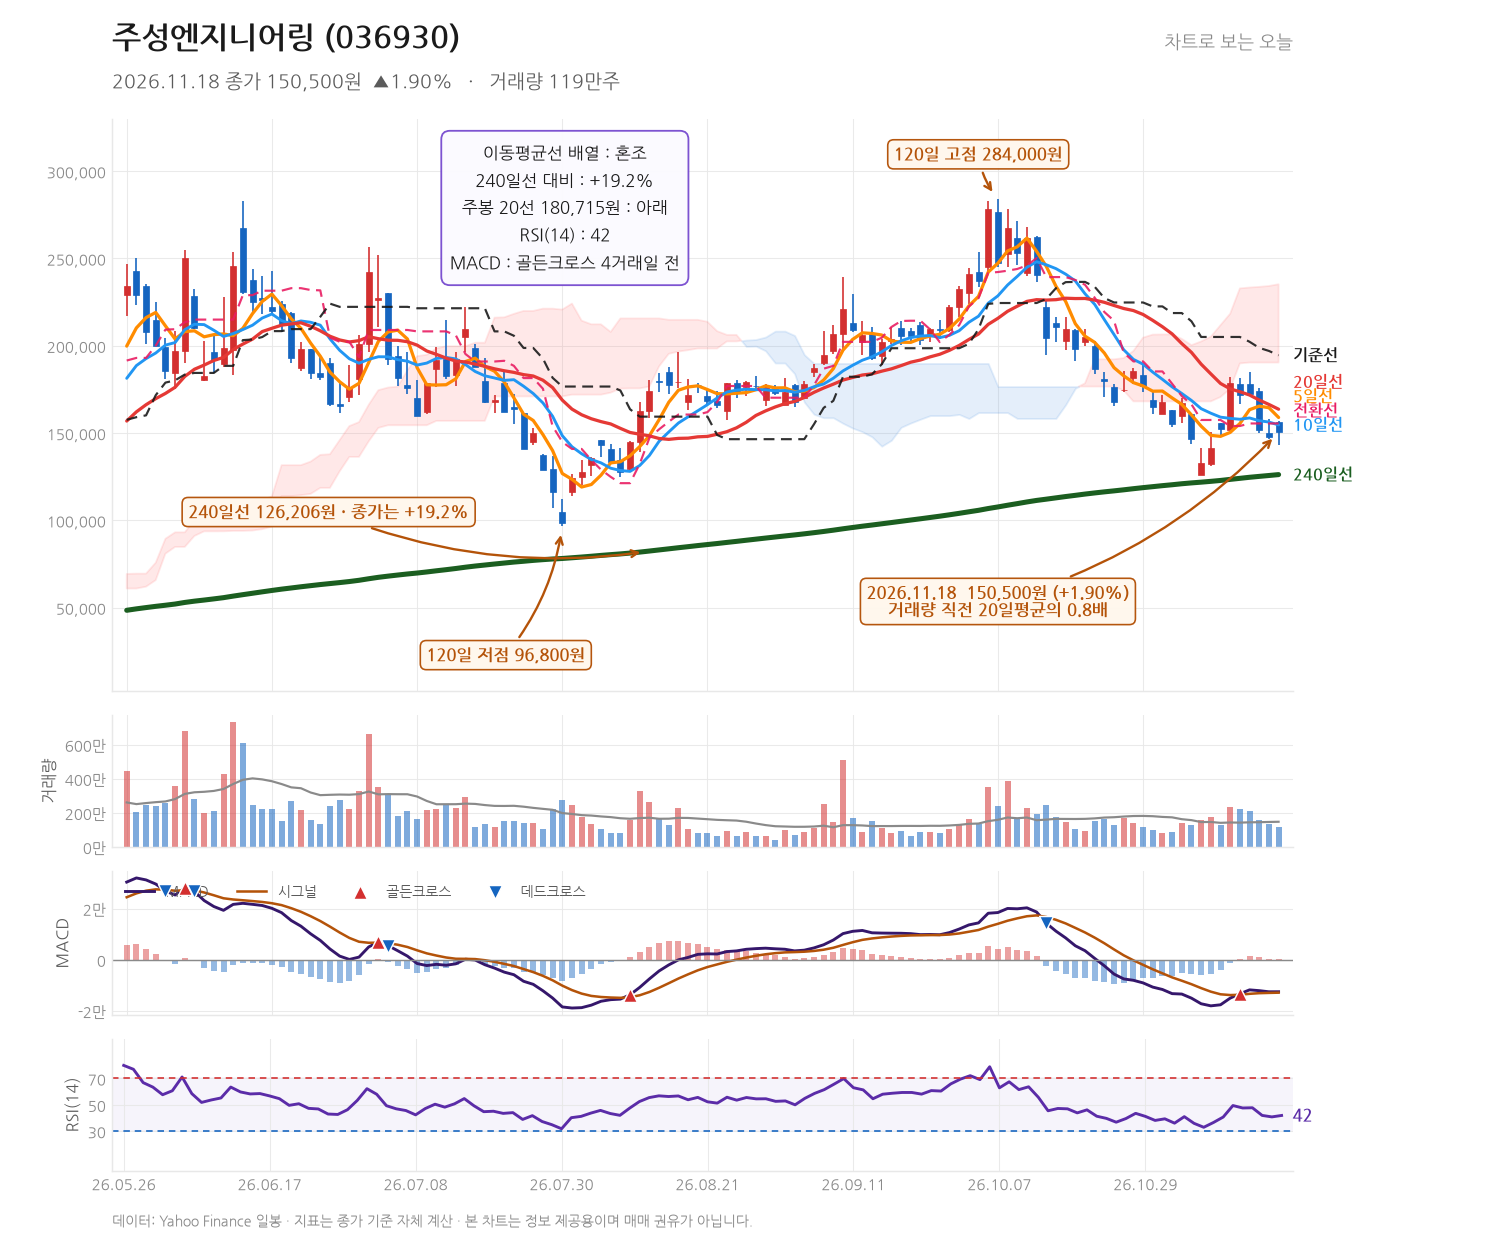 주성엔지니어링 (036930)
차트로 보는 오늘
2026.11.18 종가 150,500원 ▲1.90% · 거래량 119만주
이동평균선 배열 : 혼조
240일선 대비 : +19.2%
주봉 20선 180,715원 : 아래
RSI(14) : 42
MACD : 골든크로스 4거래일 전
120일 고점 284,000원
300,000
250,000
200,000
150,000
100,000
50,000
기준선
20일선
5일선
전환선
10일선
240일선
240일선 126,206원 · 종가는 +19.2%
2026.11.18 150,500원 (+1.90%)
거래량 직전 20일평균의 0.8배
120일 저점 96,800원
거래량
600만
400만
200만
0만
MACD
시그널
골든크로스
데드크로스
MACD
2만
0
-2만
RSI(14)
70
50
30
42
26.05.26
26.06.17
26.07.08
26.07.30
26.08.21
26.09.11
26.10.07
26.10.29
데이터: Yahoo Finance 일봉 · 지표는 종가 기준 자체 계산 · 본 차트는 정보 제공용이며 매매 권유가 아닙니다.